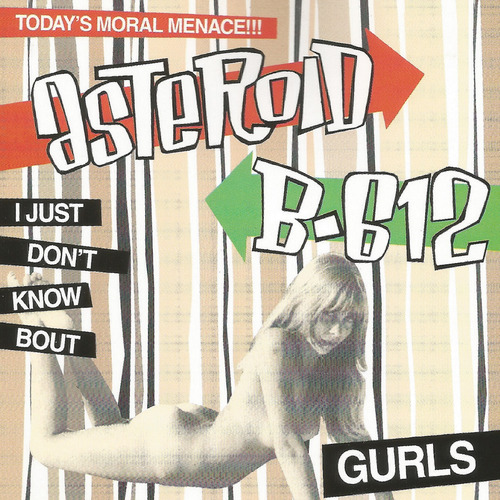 TODAY'S MORAL MENACE!!!
asteROID
B-612
I JUST
DON'T
KNOW
BOUT
GURLS